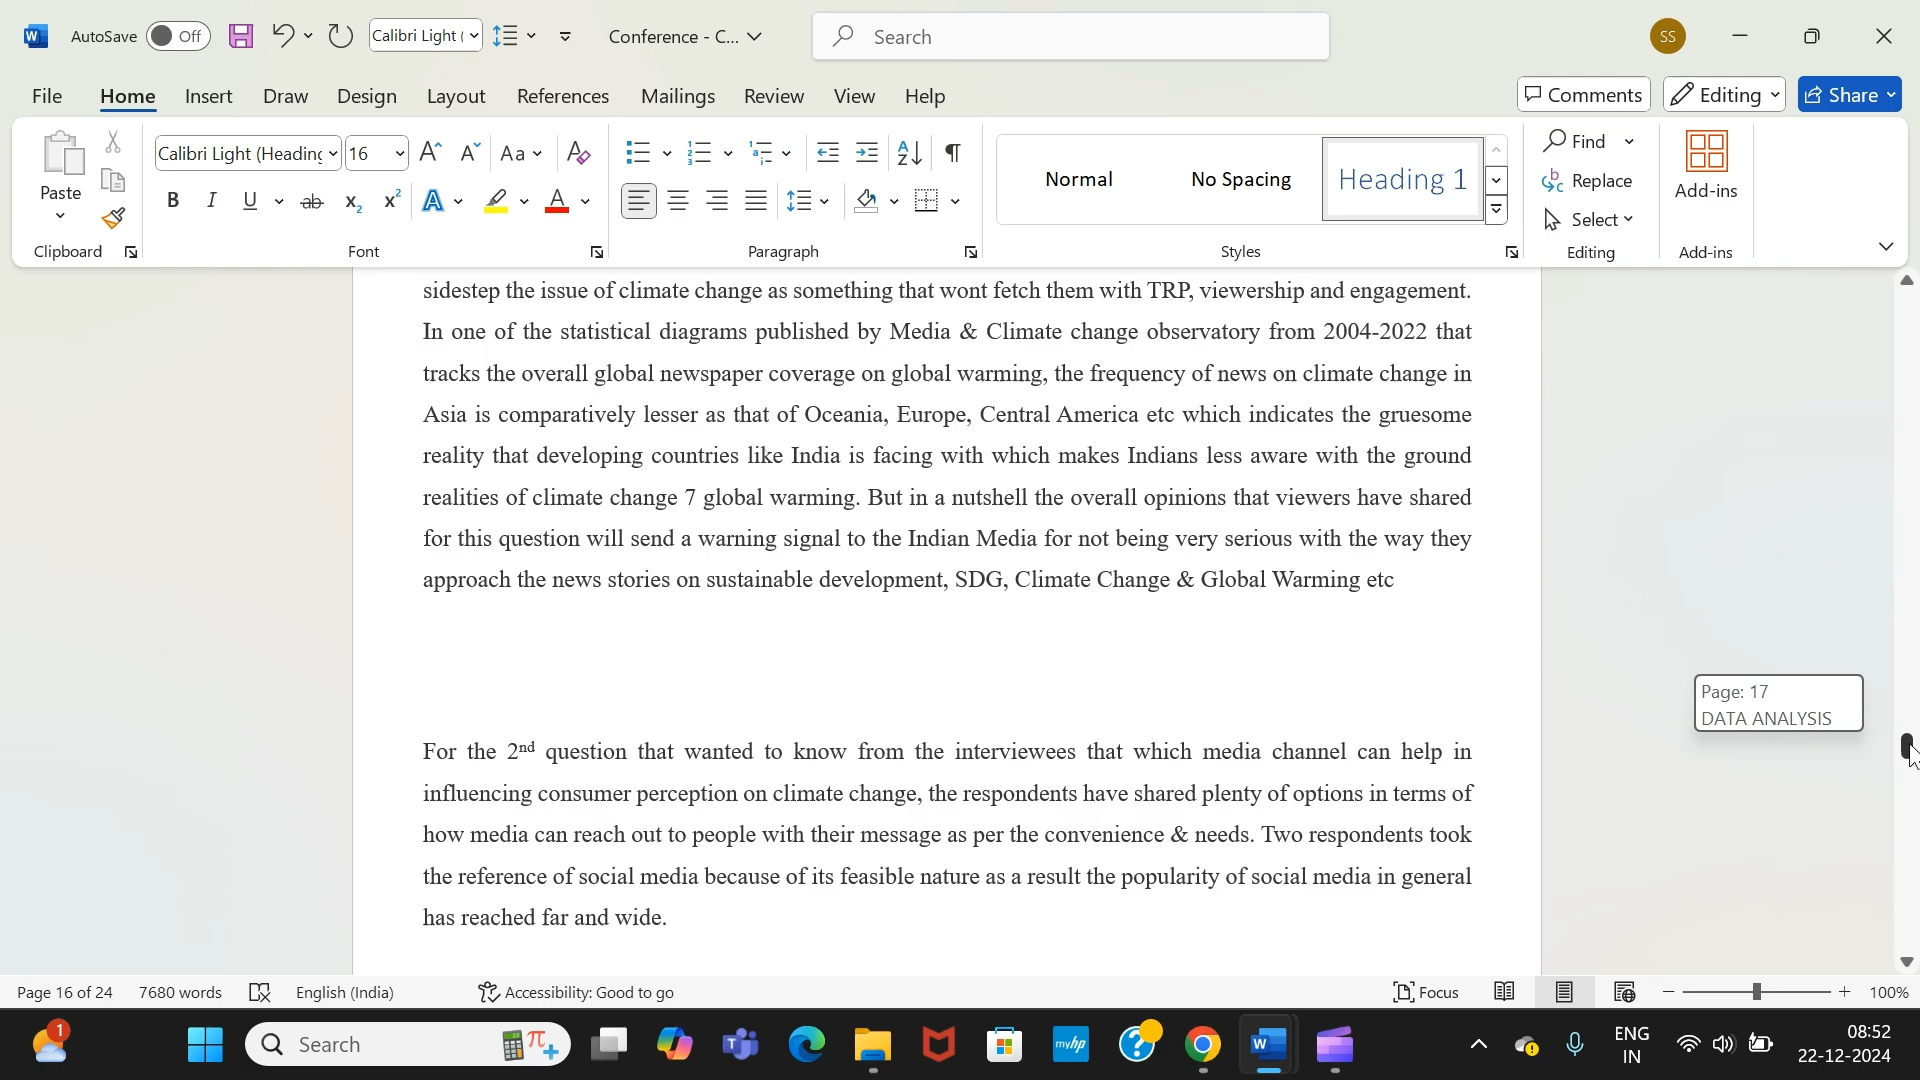 AutoSave Off Calibri Light ( Conference - C... Search SS
File Home Insert Draw Design Layout References Mailings Review View Help Comments Editing Share
Calibri Light (Heading 16 Aa Find
Paste Normal No Spacing Heading 1 Replace Add-ins
B I U ab x2 x2 A A Select
Clipboard Font Paragraph Styles Editing Add-ins
sidestep the issue of climate change as something that wont fetch them with TRP, viewership and engagement.
In one of the statistical diagrams published by Media & Climate change observatory from 2004-2022 that
tracks the overall global newspaper coverage on global warming, the frequency of news on climate change in
Asia is comparatively lesser as that of Oceania, Europe, Central America etc which indicates the gruesome
reality that developing countries like India is facing with which makes Indians less aware with the ground
realities of climate change 7 global warming. But in a nutshell the overall opinions that viewers have shared
for this question will send a warning signal to the Indian Media for not being very serious with the way they
approach the news stories on sustainable development, SDG, Climate Change & Global Warming etc
Page: 17
DATA ANALYSIS
For the 2nd question that wanted to know from the interviewees that which media channel can help in
influencing consumer perception on climate change, the respondents have shared plenty of options in terms of
how media can reach out to people with their message as per the convenience & needs. Two respondents took
the reference of social media because of its feasible nature as a result the popularity of social media in general
has reached far and wide.
Page 16 of 24 7680 words English (India) Accessibility: Good to go Focus 100%
1 Search myhp ENG 08:52
IN 22-12-2024